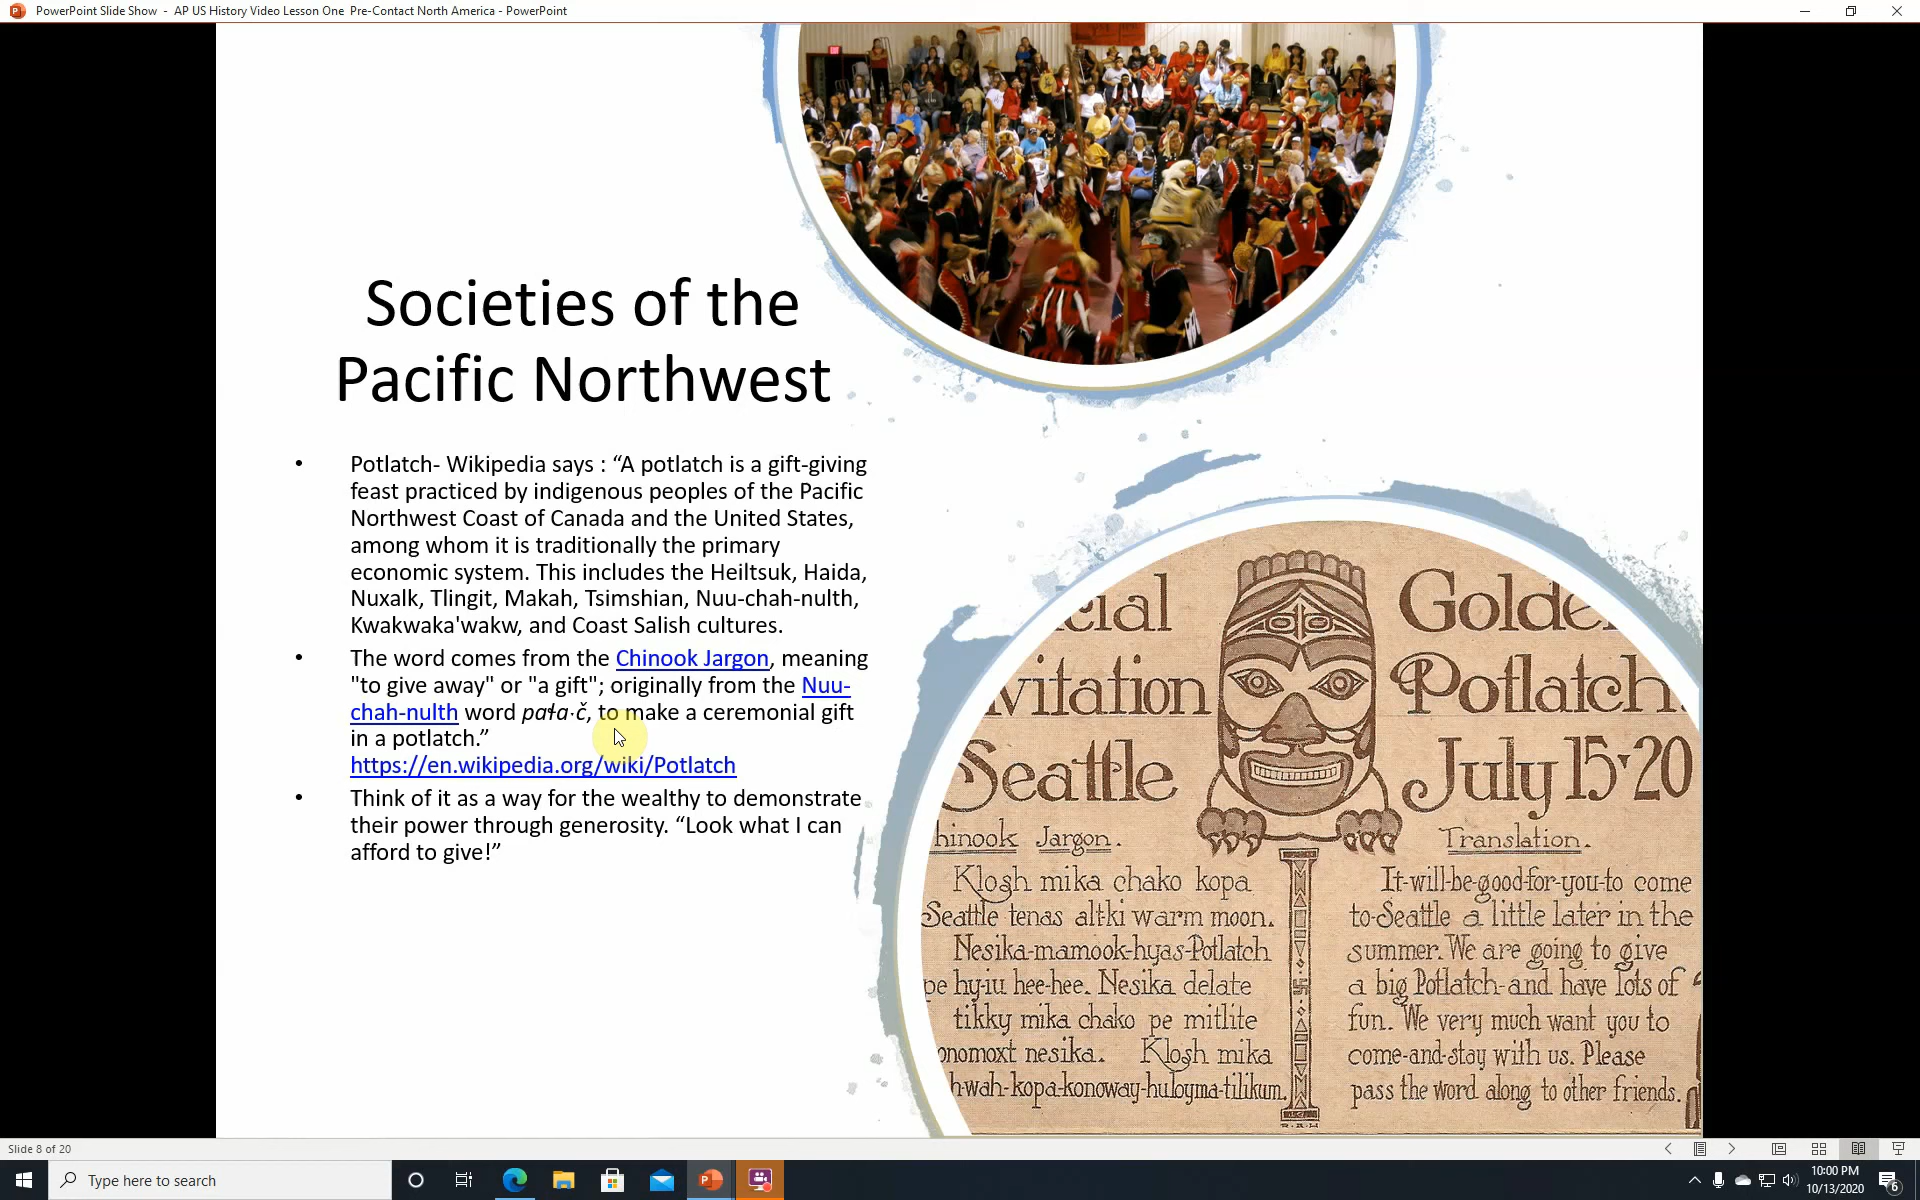 PowerPoint Slide Show - AP US History Video Lesson One Pre-Contact North America - PowerPoint
Societies of the
Pacific Northwest
• Potlatch- Wikipedia says : “A potlatch is a gift-giving
feast practiced by indigenous peoples of the Pacific
Northwest Coast of Canada and the United States,
among whom it is traditionally the primary
economic system. This includes the Heiltsuk, Haida,
Nuxalk, Tlingit, Makah, Tsimshian, Nuu-chah-nulth,
Kwakwaka'wakw, and Coast Salish cultures.
• The word comes from the Chinook Jargon, meaning
"to give away" or "a gift"; originally from the Nuu-
chah-nulth word paɬa·č, to make a ceremonial gift
in a potlatch.”
https://en.wikipedia.org/wiki/Potlatch
• Think of it as a way for the wealthy to demonstrate
their power through generosity. “Look what I can
afford to give!”
cial Golde
vitation Potlatch.
Seattle July 15-20
hinook Jargon.
Klosh mika chako kopa
Seattle tenas alt-ki warm moon.
Nesika-mamook-hyas-Potlatch
pe hy-iu hee-hee. Nesika delate
tikky mika chako pe mitlite
onomoxt nesika. Klosh mika
h-wah-kopa-konoway-huloyma-tilikum.
Translation.
It-will-be-good-for-you-to come
to-Seattle a little later in the
summer. We are going to give
a big Potlatch-and have lots of
fun. We very much want you to
come-and-stay with us. Please
pass the word along to other friends.
R.A.H
Slide 8 of 20
Type here to search
10:00 PM
10/13/2020
6